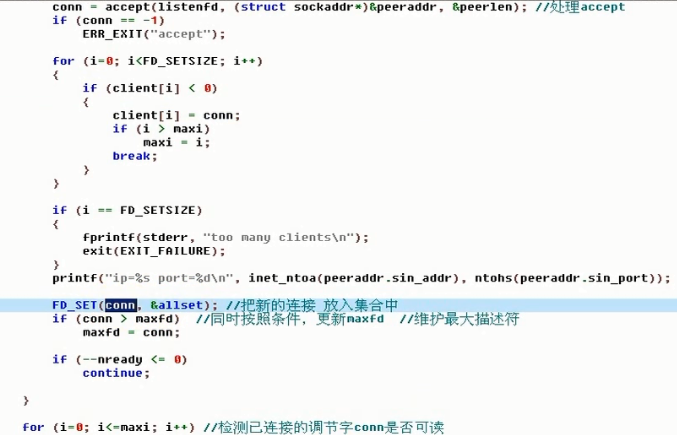 conn = accept(listenfd, (struct sockaddr*)&peeraddr, &peerlen); //处理accept
if (conn == -1)
ERR_EXIT("accept");
for (i=0; i<FD_SETSIZE; i++)
{
if (client[i] < 0)
{
client[i] = conn;
if (i > maxi)
maxi = i;
break;
}
}
if (i == FD_SETSIZE)
{
fprintf(stderr, "too many clients\n");
exit(EXIT_FAILURE);
}
printf("ip=%s port=%d\n", inet_ntoa(peeraddr.sin_addr), ntohs(peeraddr.sin_port));
FD_SET(conn, &allset); //把新的连接 放入集合中
if (conn > maxfd) //同时按照条件，更新maxfd //维护最大描述符
maxfd = conn;
if (--nready <= 0)
continue;
}
for (i=0; i<=maxi; i++) //检测已连接的调节字conn是否可读